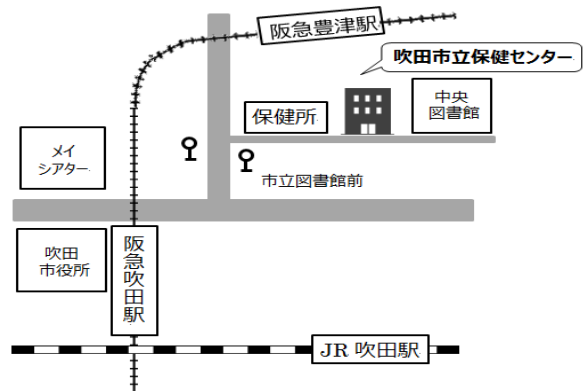 阪急豊津駅
吹田市立保健センター
保健所
中央
図書館
メイ
シアター
市立図書館前
吹田
市役所
阪急吹田駅
JR 吹田駅